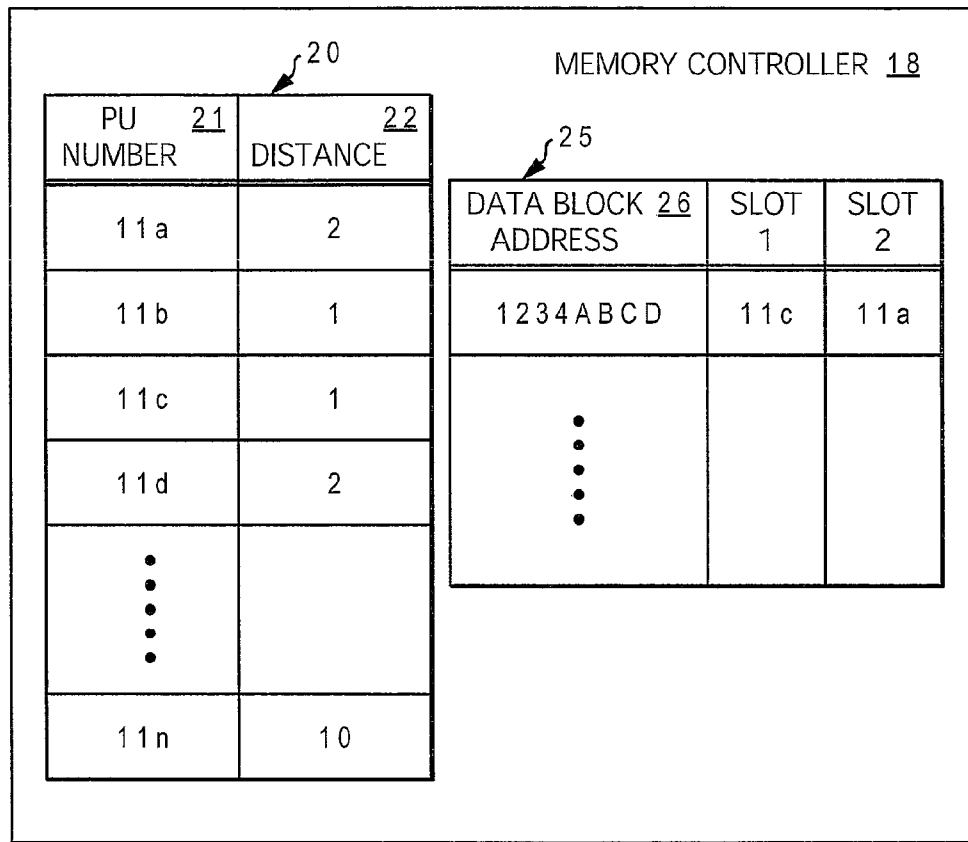 MEMORY CONTROLLER 18
20
PU 21 22
NUMBER DISTANCE
11a 2
11b 1
11c 1
11d 2
11n 10
25
DATA BLOCK 26 SLOT SLOT
ADDRESS 1 2
1234ABCD 11c 11a